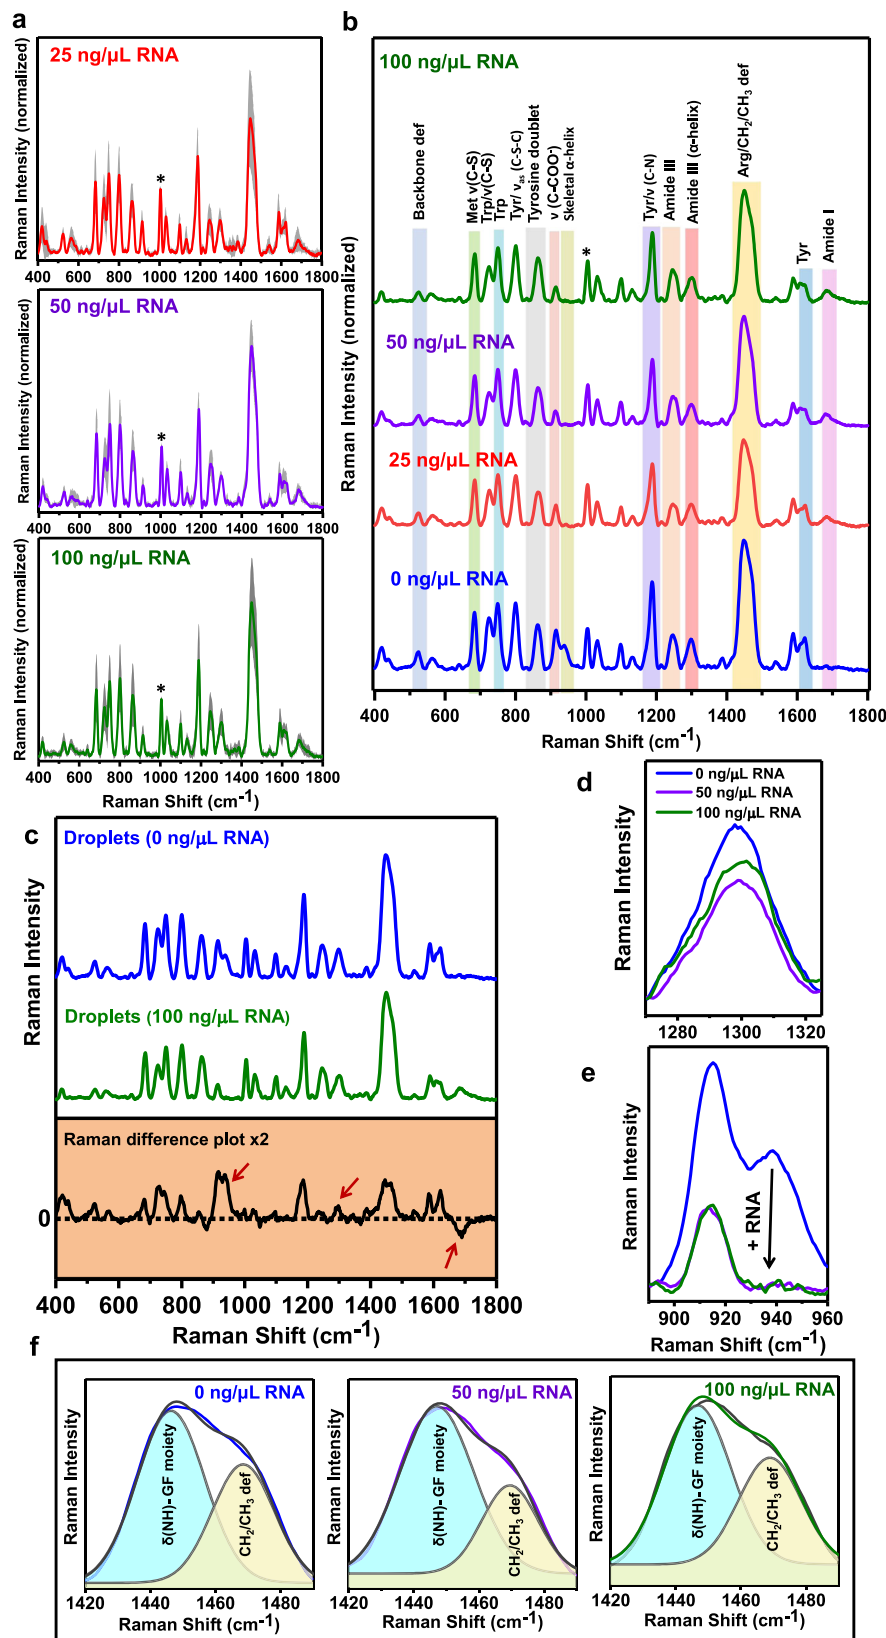 a
25 ng/µL RNA
*
Raman Intensity (normalized)
400 600 800 1000 1200 1400 1600 1800
50 ng/µL RNA
*
Raman Intensity (normalized)
400 600 800 1000 1200 1400 1600 1800
100 ng/µL RNA
*
Raman Intensity (normalized)
400 600 800 1000 1200 1400 1600 1800
Raman Shift (cm-1)
b
100 ng/µL RNA
Backbone def
Met ν(C-S)
Trp/ν(C-S)
Trp
Tyr/ νas (C-S-C)
Tyrosine doublet
ν (C-COO-)
Skeletal α-helix
*
Tyr/ν (C-N)
Amide III
Amide III (α-helix)
Arg/CH2/CH3 def
Tyr
Amide I
50 ng/µL RNA
25 ng/µL RNA
0 ng/µL RNA
Raman Intensity (normalized)
400 600 800 1000 1200 1400 1600 1800
Raman Shift (cm-1)
c
Droplets (0 ng/µL RNA)
Droplets (100 ng/µL RNA)
Raman difference plot x2
0
Raman Intensity
400 600 800 1000 1200 1400 1600 1800
Raman Shift (cm-1)
d
0 ng/µL RNA
50 ng/µL RNA
100 ng/µL RNA
Raman Intensity
1280 1300 1320
e
+ RNA
Raman Intensity
900 920 940 960
Raman Shift (cm-1)
f
0 ng/µL RNA
δ(NH)- GF moiety
CH2/CH3 def
Raman Intensity
1420 1440 1460 1480
Raman Shift (cm-1)
50 ng/µL RNA
δ(NH)- GF moiety
CH2/CH3 def
Raman Intensity
1420 1440 1460 1480
Raman Shift (cm-1)
100 ng/µL RNA
δ(NH)- GF moiety
CH2/CH3 def
Raman Intensity
1420 1440 1460 1480
Raman Shift (cm-1)